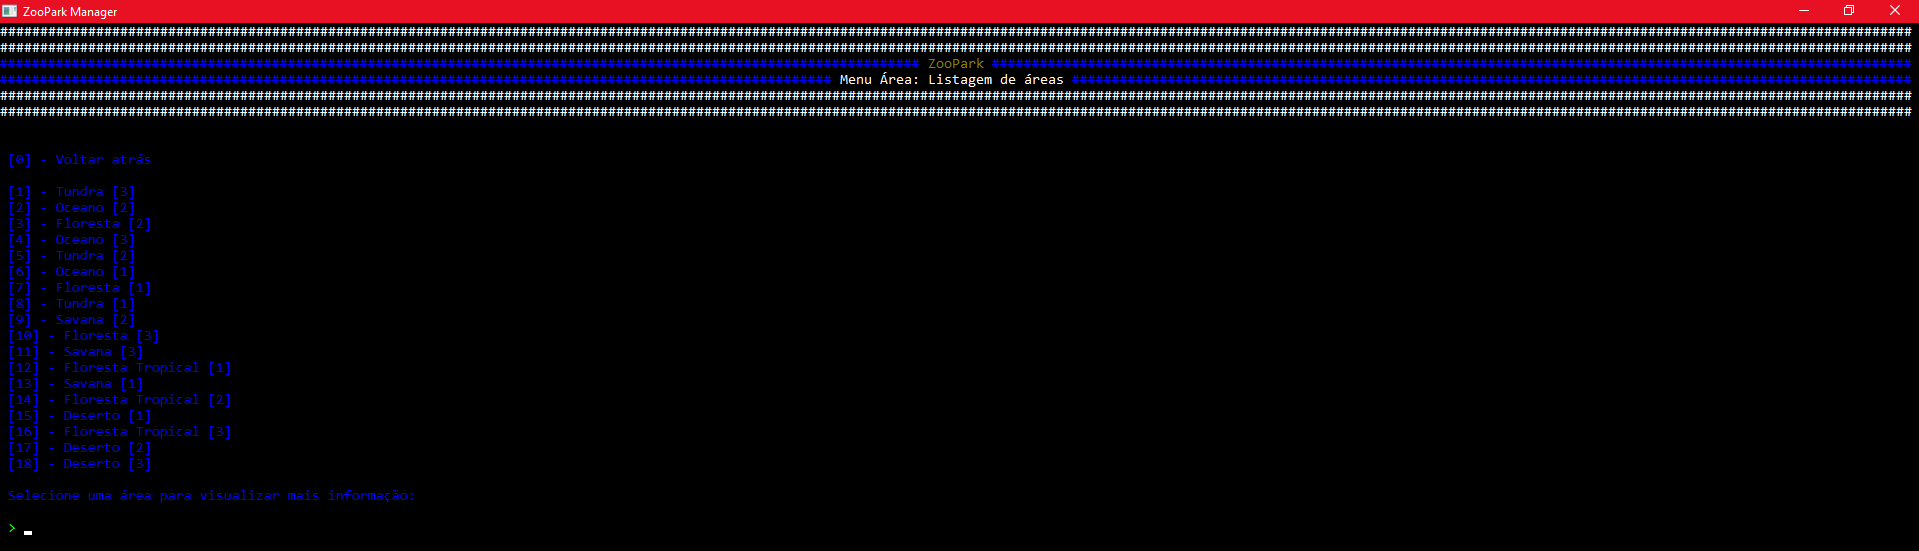 ZooPark Manager
################################################################################
################################################################################
################################ ZooPark ################################
################################ Menu Área: Listagem de áreas ################################
################################################################################
################################################################################
[0] - Voltar atrás
[1] - Tundra [3]
[2] - Oceano [2]
[3] - Floresta [2]
[4] - Oceano [3]
[5] - Tundra [2]
[6] - Oceano [1]
[7] - Floresta [1]
[8] - Tundra [1]
[9] - Savana [2]
[10] - Floresta [3]
[11] - Savana [3]
[12] - Floresta Tropical [1]
[13] - Savana [1]
[14] - Floresta Tropical [2]
[15] - Deserto [1]
[16] - Floresta Tropical [3]
[17] - Deserto [2]
[18] - Deserto [3]
Selecione uma área para visualizar mais informação:
>